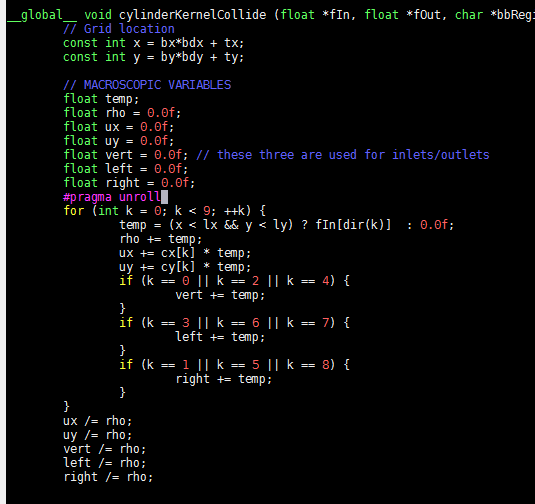 __global__ void cylinderKernelCollide (float *fIn, float *fOut, char *bbRegi
// Grid location
const int x = bx*bdx + tx;
const int y = by*bdy + ty;
// MACROSCOPIC VARIABLES
float temp;
float rho = 0.0f;
float ux = 0.0f;
float uy = 0.0f;
float vert = 0.0f; // these three are used for inlets/outlets
float left = 0.0f;
float right = 0.0f;
#pragma unroll
for (int k = 0; k < 9; ++k) {
temp = (x < lx && y < ly) ? fIn[dir(k)]  : 0.0f;
rho += temp;
ux += cx[k] * temp;
uy += cy[k] * temp;
if (k == 0 || k == 2 || k == 4) {
vert += temp;
}
if (k == 3 || k == 6 || k == 7) {
left += temp;
}
if (k == 1 || k == 5 || k == 8) {
right += temp;
}
}
ux /= rho;
uy /= rho;
vert /= rho;
left /= rho;
right /= rho;